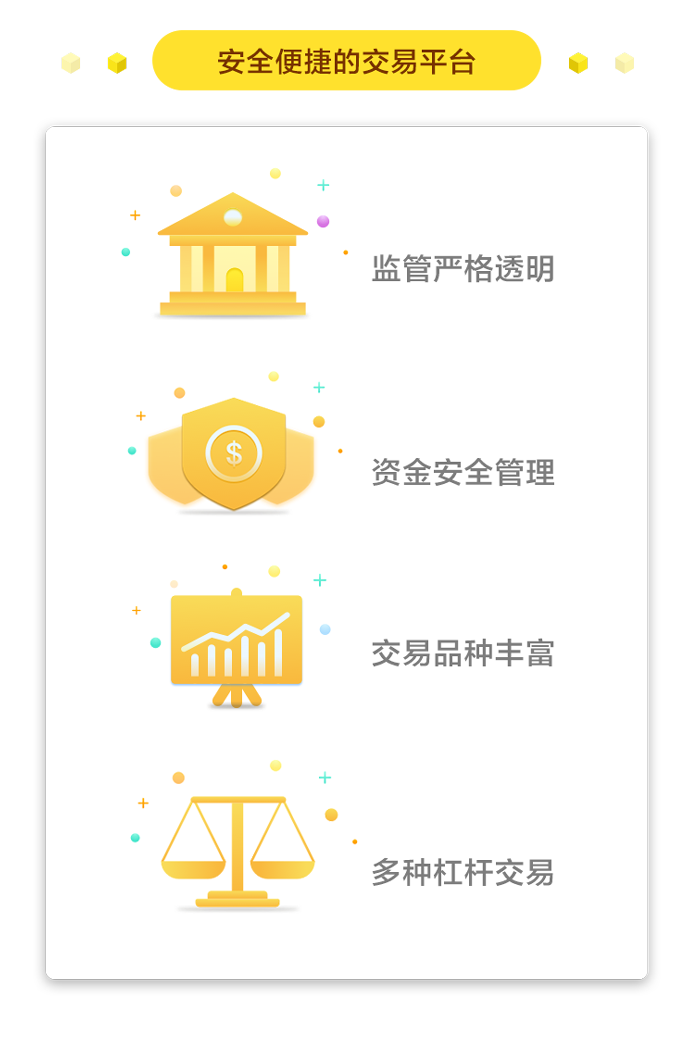 安全便捷的交易平台
监管严格透明
资金安全管理
$
交易品种丰富
多种杠杆交易